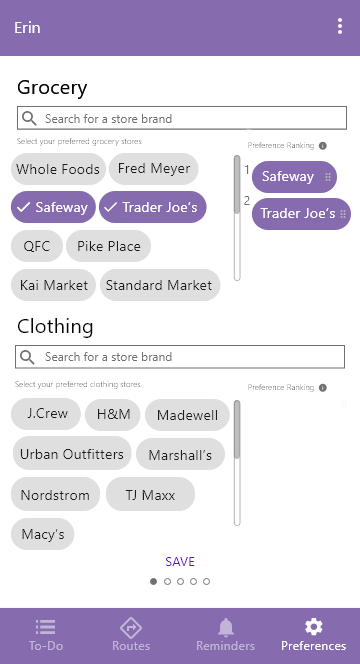 Erin
Grocery
Search for a store brand
Select your preferred grocery stores
Preference Ranking
Whole Foods Fred Meyer
Safeway Trader Joe's
QFC Pike Place
Kai Market Standard Market
1 Safeway
2 Trader Joe's
Clothing
Search for a store brand
Select your preferred clothing stores
Preference Ranking
J.Crew H&M Madewell
Urban Outfitters Marshall's
Nordstrom TJ Maxx
Macy's
SAVE
To-Do Routes Reminders Preferences